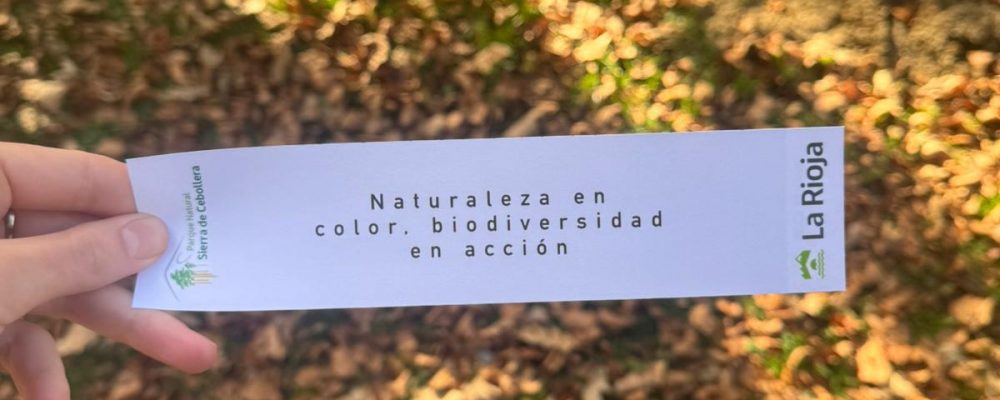 Parque Natural
Sierra de Cebollera
Naturaleza en
color, biodiversidad
en acción
La Rioja